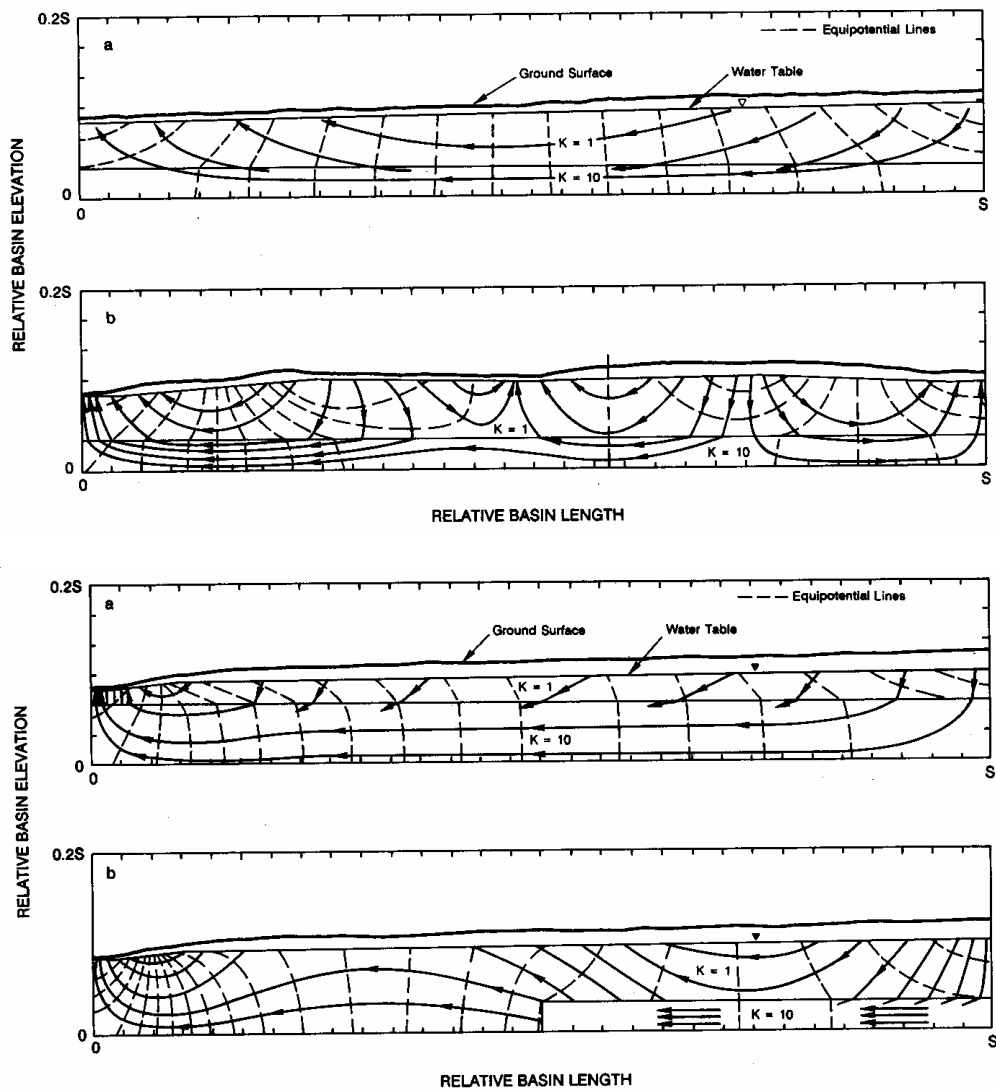 0.2S
a
Equipotential Lines
Ground Surface
Water Table
K = 1
K = 10
0
0
S
RELATIVE BASIN ELEVATION
0.2S
b
K = 1
K = 10
0
0
S
RELATIVE BASIN LENGTH
0.2S
a
Equipotential Lines
Ground Surface
Water Table
K = 1
K = 10
0
0
S
RELATIVE BASIN ELEVATION
0.2S
b
K = 1
K = 10
0
0
S
RELATIVE BASIN LENGTH